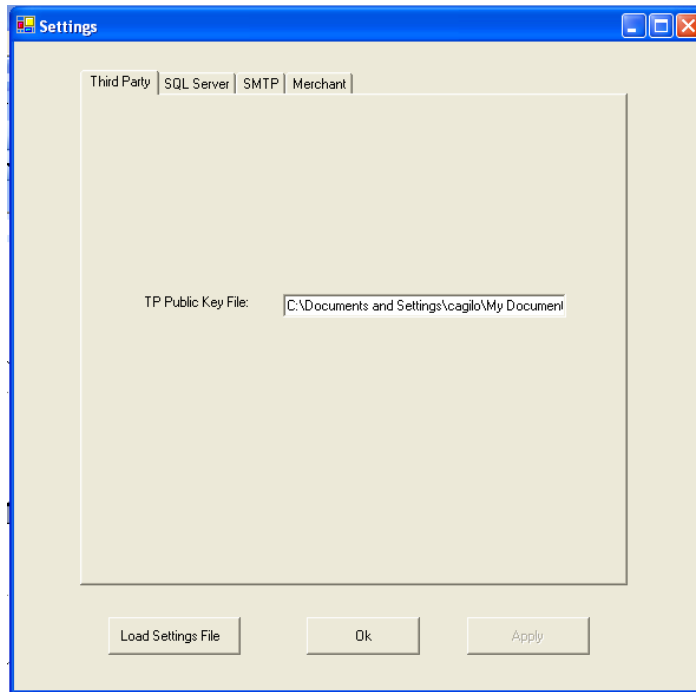 Settings
Third Party SQL Server SMTP Merchant
TP Public Key File: C:\Documents and Settings\cagilo\My Document
Load Settings File Ok Apply